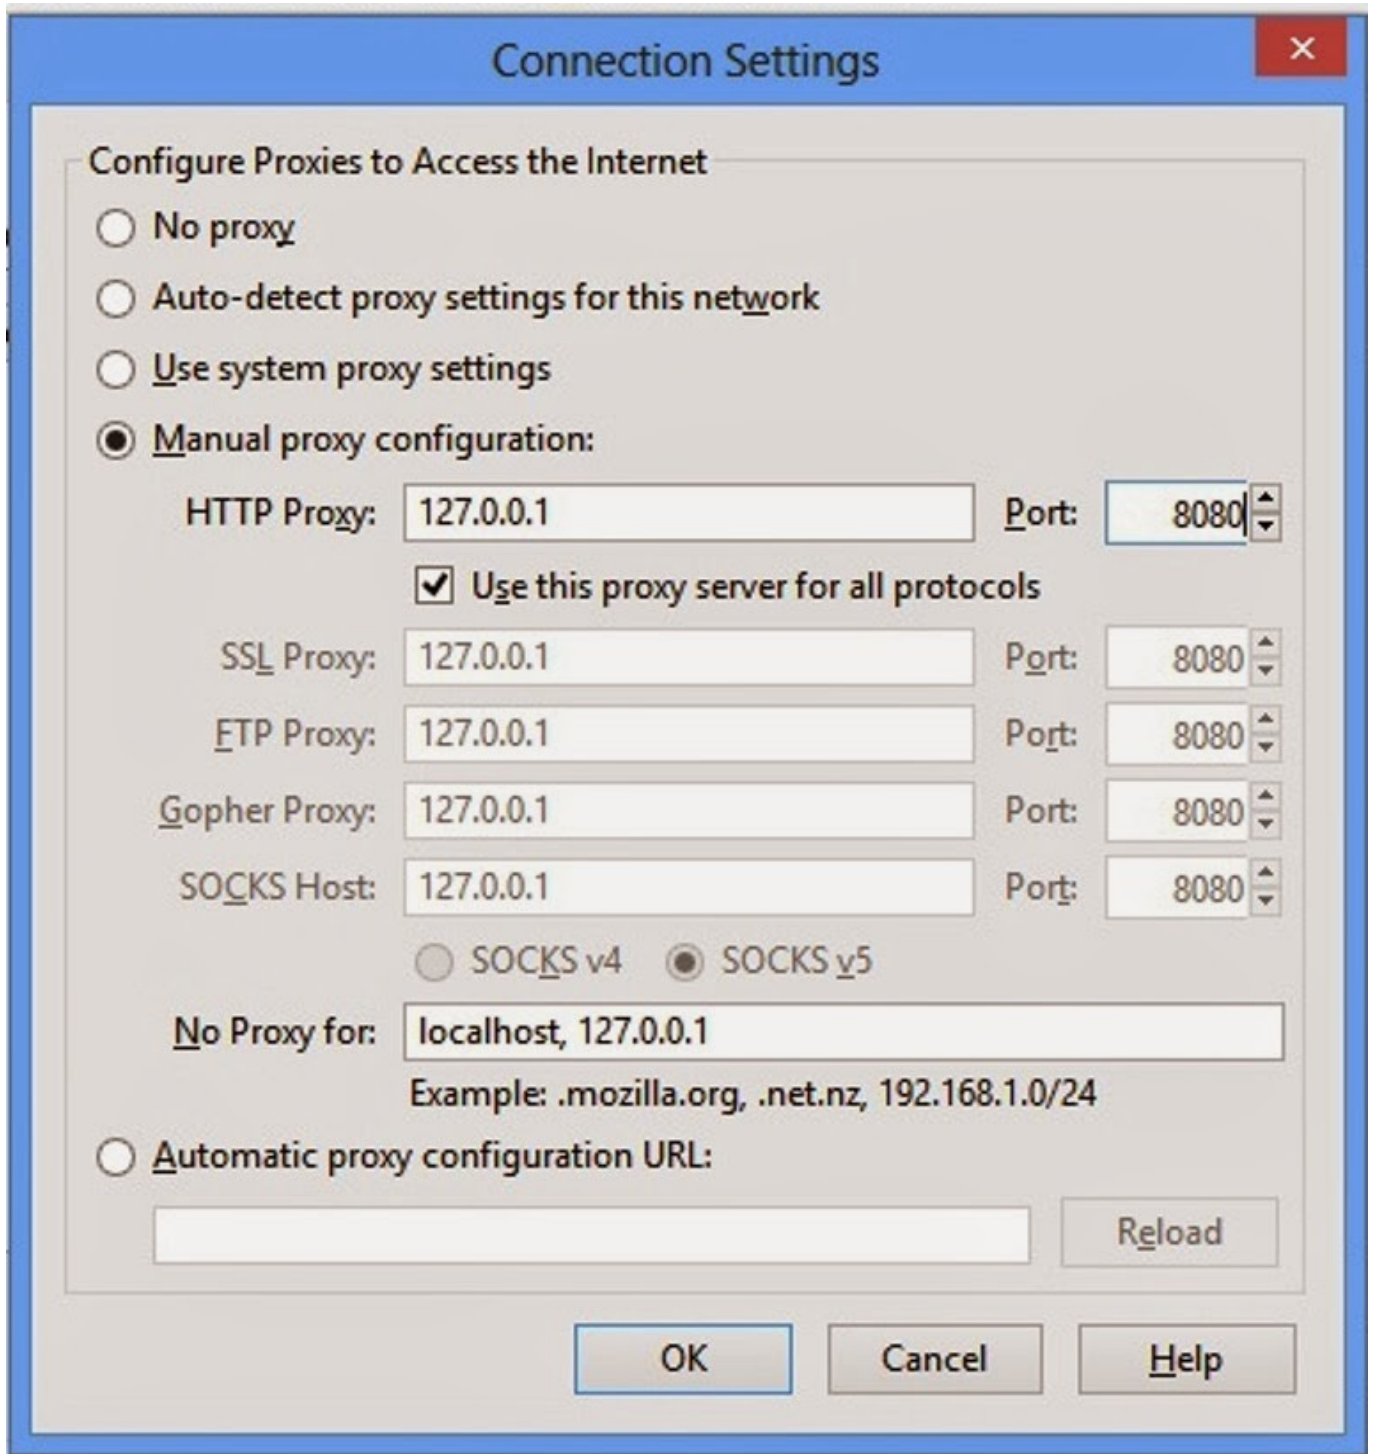 Connection Settings
Configure Proxies to Access the Internet
No proxy
Auto-detect proxy settings for this network
Use system proxy settings
Manual proxy configuration:
HTTP Proxy: 127.0.0.1 Port: 8080
Use this proxy server for all protocols
SSL Proxy: 127.0.0.1 Port: 8080
FTP Proxy: 127.0.0.1 Port: 8080
Gopher Proxy: 127.0.0.1 Port: 8080
SOCKS Host: 127.0.0.1 Port: 8080
SOCKS v4 SOCKS v5
No Proxy for: localhost, 127.0.0.1
Example: .mozilla.org, .net.nz, 192.168.1.0/24
Automatic proxy configuration URL:
Reload
OK Cancel Help